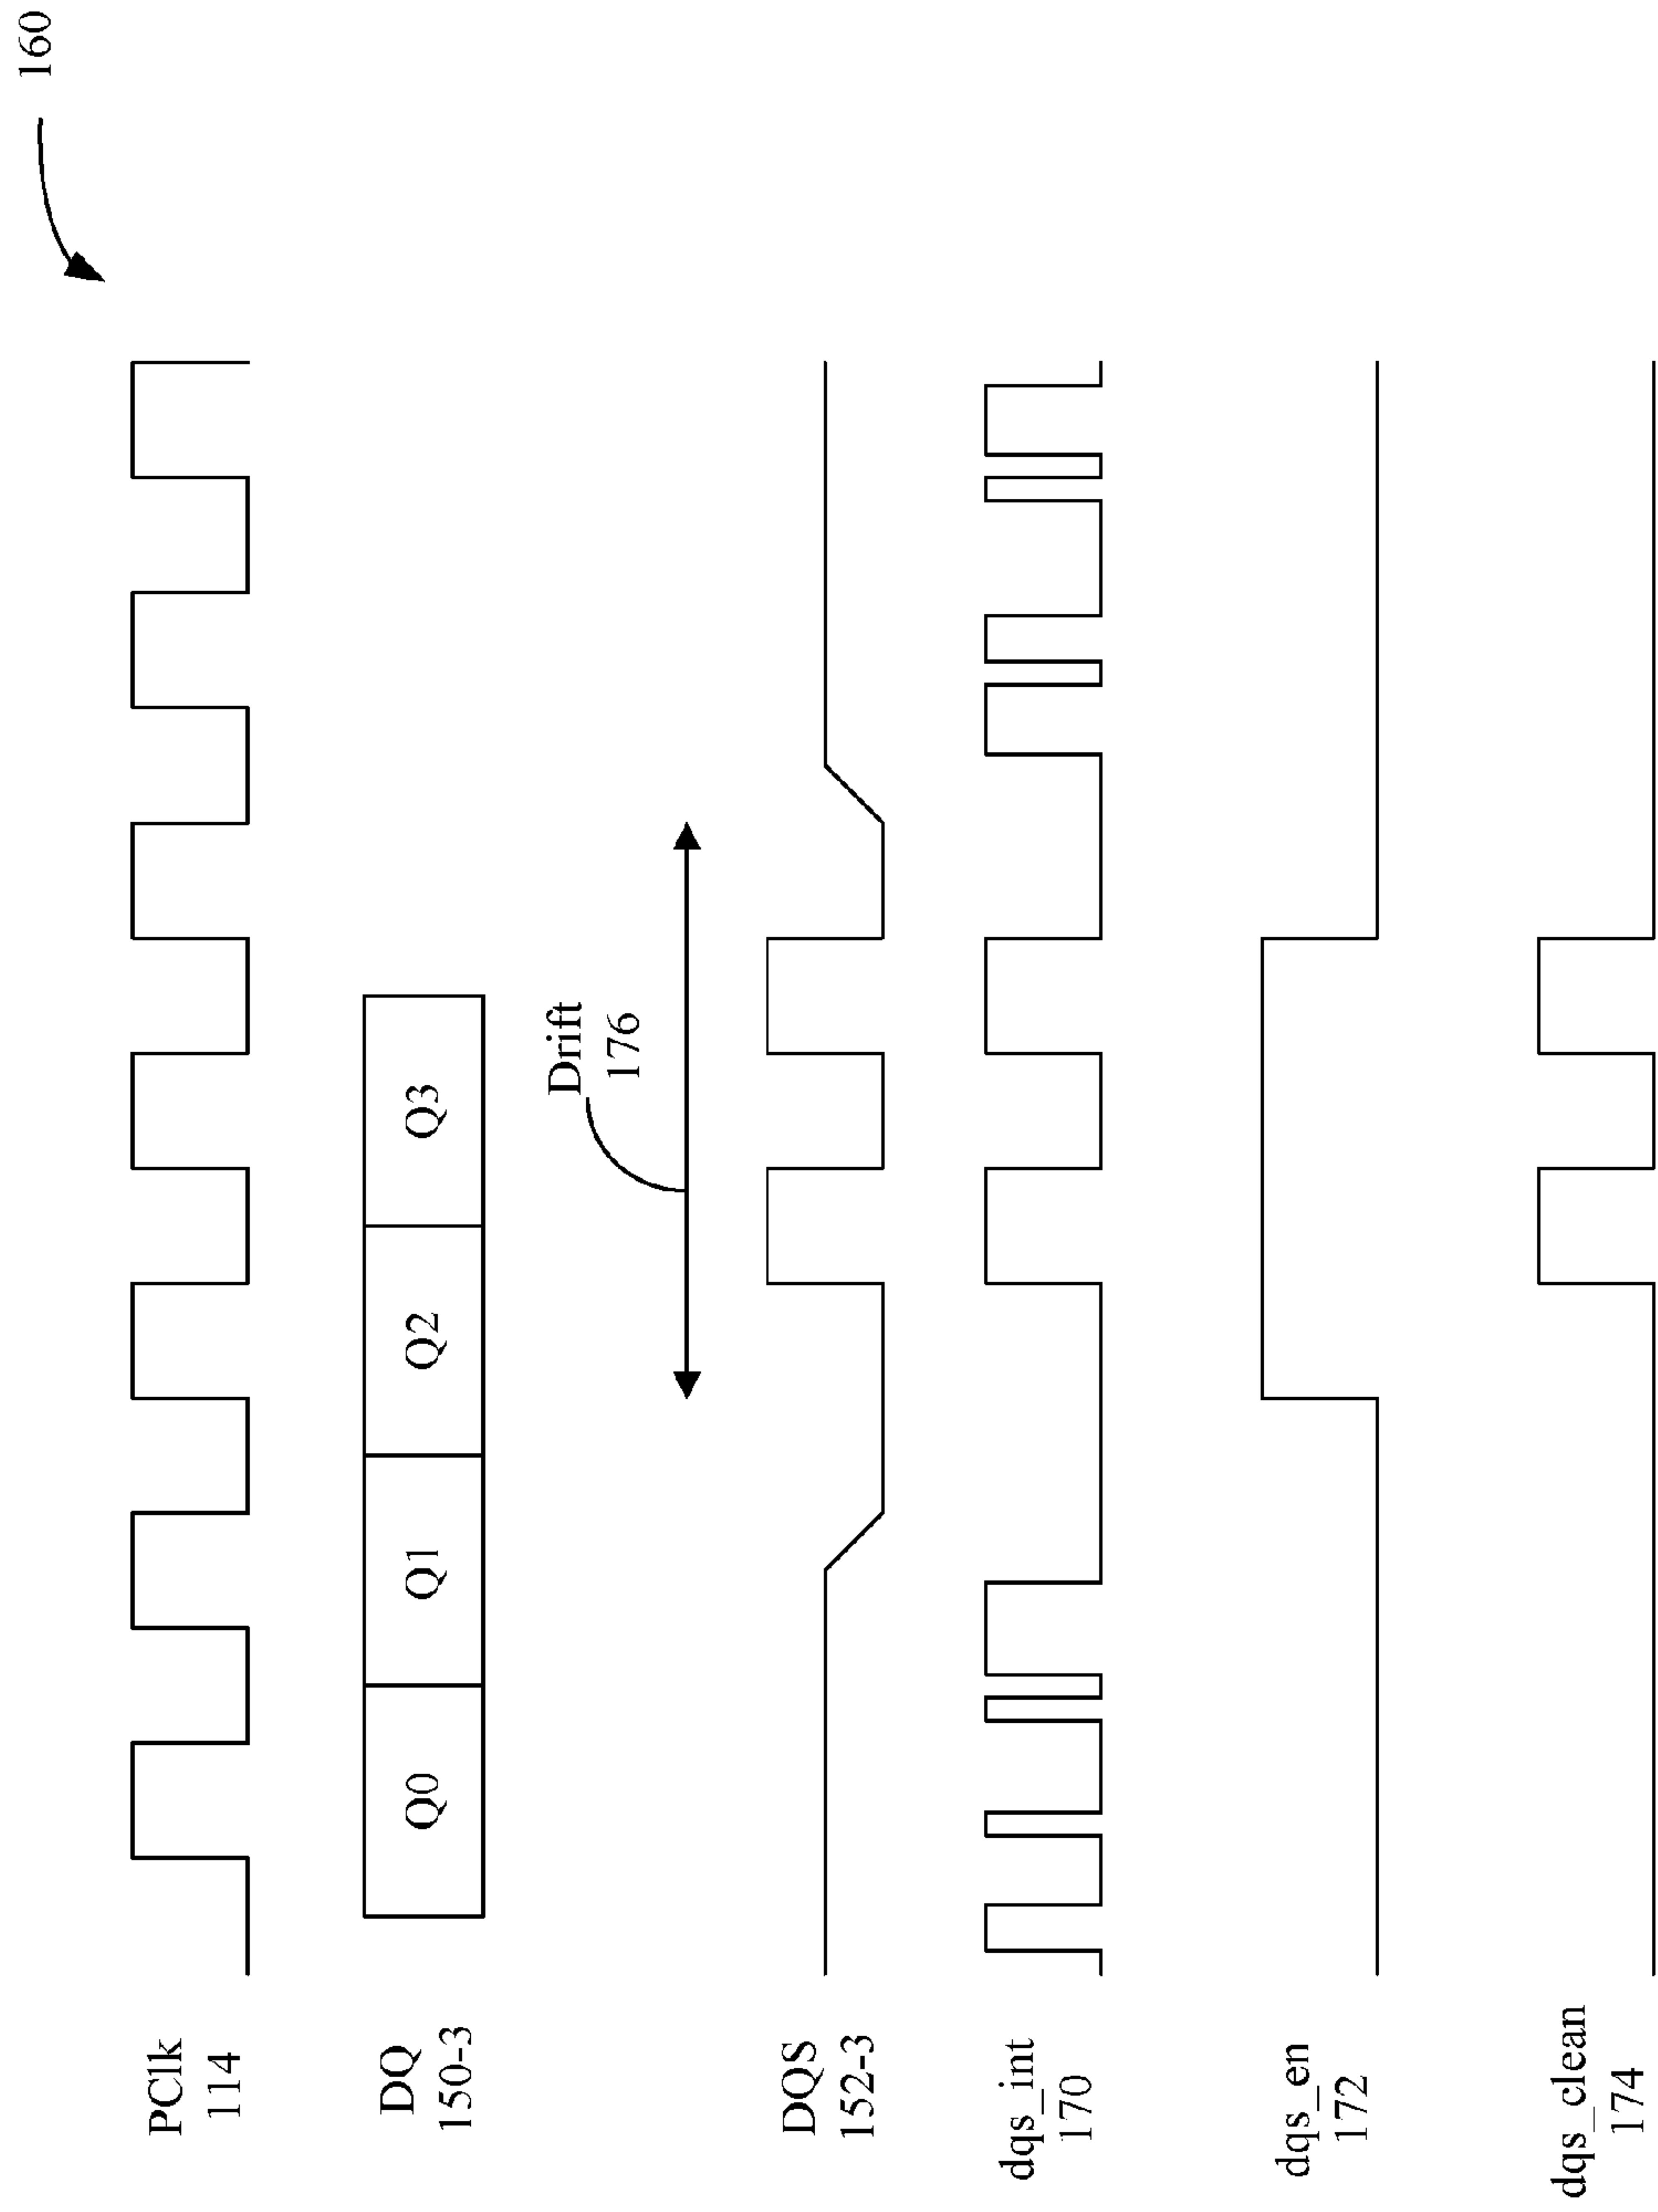 160
PClk
114
DQ
150-3
Q0
Q1
Q2
Q3
Drift
176
DQS
152-3
dqs_int
170
dqs_en
172
dqs_clean
174